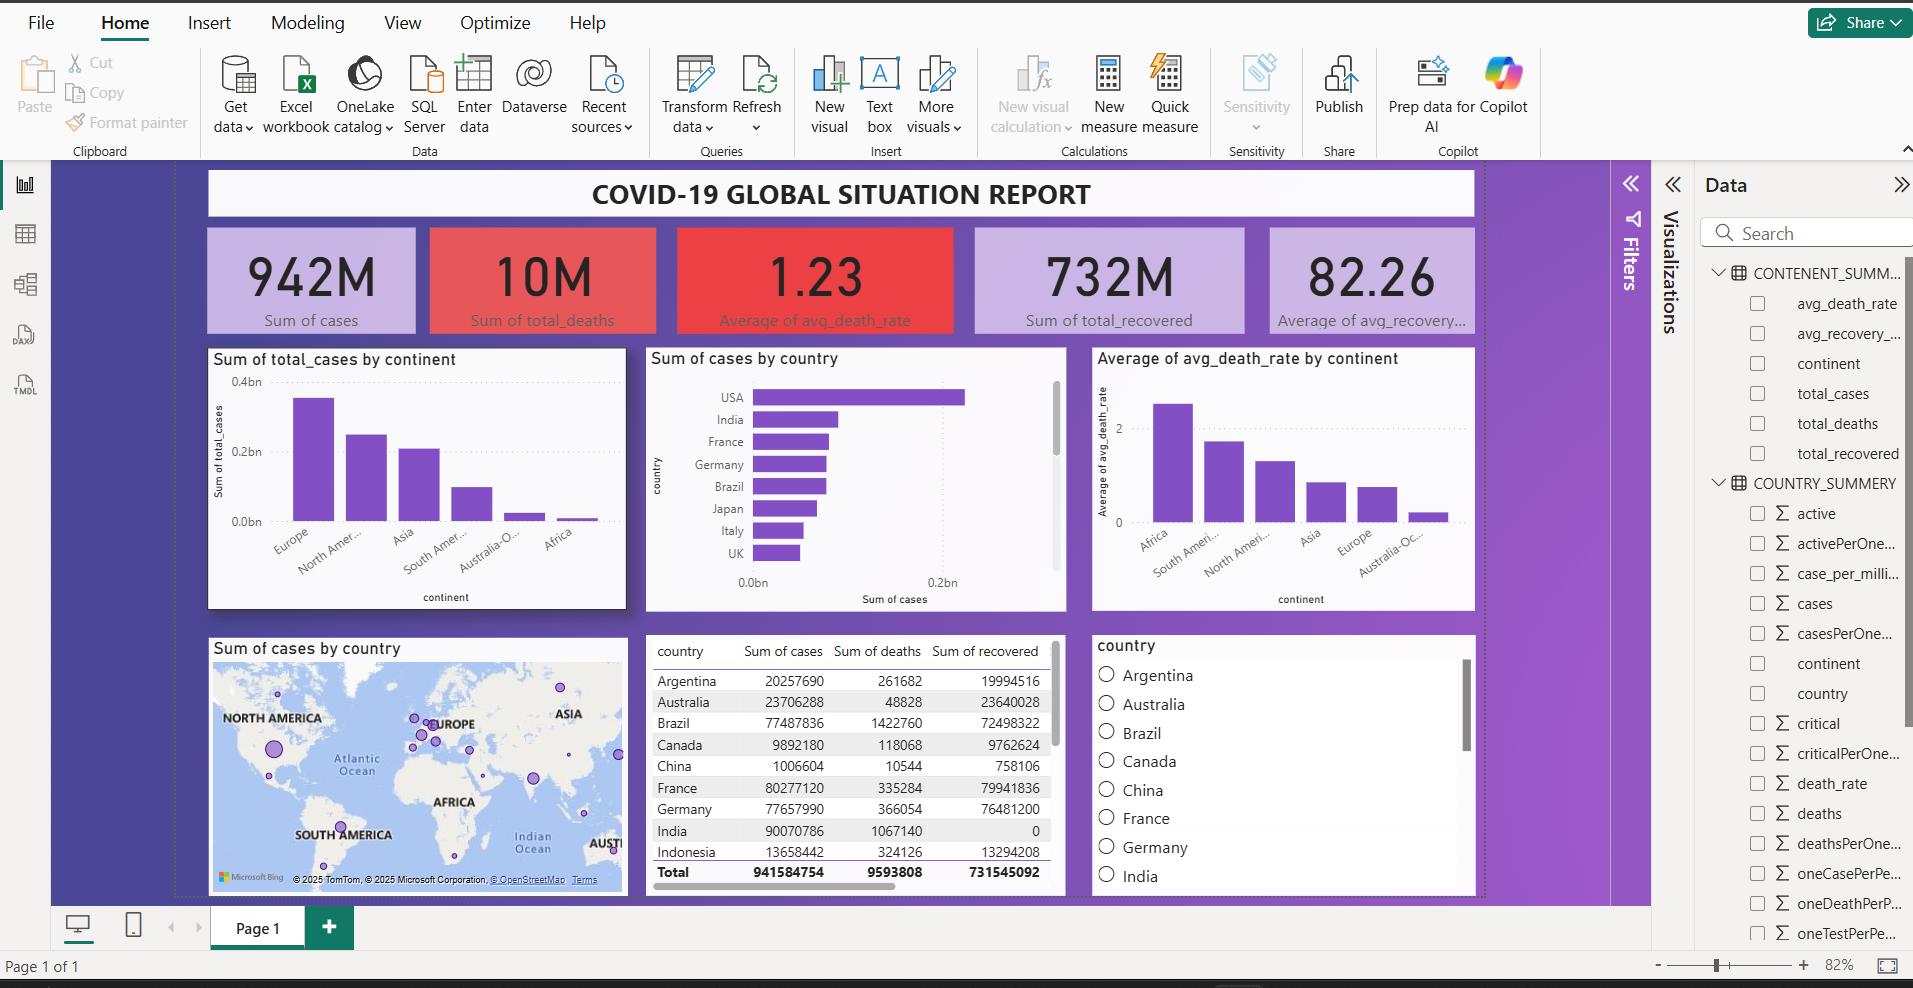 File Home Insert Modeling View Optimize Help
Share
Paste
Cut
Copy
Format painter
Clipboard
Get data
Excel workbook
OneLake catalog
SQL Server
Enter data
Dataverse
Recent sources
Data
Transform data
Refresh
Queries
New visual
Text box
More visuals
Insert
New visual calculation
New measure
Quick measure
Calculations
Sensitivity
Sensitivity
Publish
Share
Prep data for AI
Copilot
Copilot
DAX
TMDL
COVID-19 GLOBAL SITUATION REPORT
942M
Sum of cases
10M
Sum of total_deaths
1.23
Average of avg_death_rate
732M
Sum of total_recovered
82.26
Average of avg_recovery...
Sum of total_cases by continent
Sum of total_cases
0.4bn
0.2bn
0.0bn
Europe
North Amer...
Asia
South Amer...
Australia-O...
Africa
continent
Sum of cases by country
country
USA
India
France
Germany
Brazil
Japan
Italy
UK
0.0bn 0.2bn
Sum of cases
Average of avg_death_rate by continent
Average of avg_death_rate
2
0
Africa
South Ameri...
North Ameri...
Asia
Europe
Australia-Oc...
continent
Sum of cases by country
NORTH AMERICA
EUROPE
ASIA
Atlantic
Ocean
AFRICA
SOUTH AMERICA
Indian
Ocean
AUSTI
Microsoft Bing © 2025 TomTom, © 2025 Microsoft Corporation, © OpenStreetMap Terms
country Sum of cases Sum of deaths Sum of recovered
Argentina 20257690 261682 19994516
Australia 23706288 48828 23640028
Brazil 77487836 1422760 72498322
Canada 9892180 118068 9762624
China 1006604 10544 758106
France 80277120 335284 79941836
Germany 77657990 366054 76481200
India 90070786 1067140 0
Indonesia 13658442 324126 13294208
Total 941584754 9593808 731545092
country
Argentina
Australia
Brazil
Canada
China
France
Germany
India
Filters
Visualizations
Data
Search
CONTENENT_SUMM...
avg_death_rate
avg_recovery_...
continent
total_cases
total_deaths
total_recovered
COUNTRY_SUMMERY
active
activePerOne...
case_per_milli...
cases
casesPerOne...
continent
country
critical
criticalPerOne...
death_rate
deaths
deathsPerOne...
oneCasePerPe...
oneDeathPerP...
oneTestPerPe...
Page 1
Page 1 of 1
- + 82%